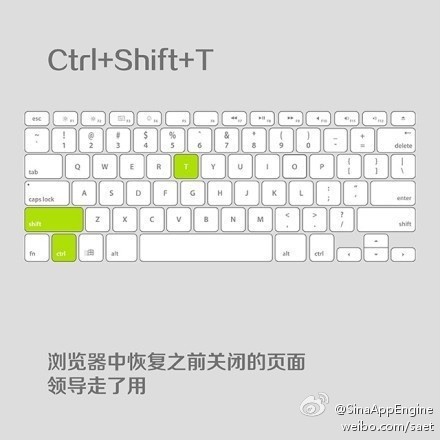 Ctrl+Shift+T
esc
~ ! @ # $ % ^ & * ( ) _ +
` 1 2 3 4 5 6 7 8 9 0 - = delete
tab Q W E R T Y U I O P { } |
[ ] \
caps lock A S D F G H J K L : " enter
; '
shift Z X C V B N M < > ? shift
, . /
fn ctrl alt alt ctrl
浏览器中恢复之前关闭的页面
领导走了用
@SinaAppEngine
weibo.com/saet